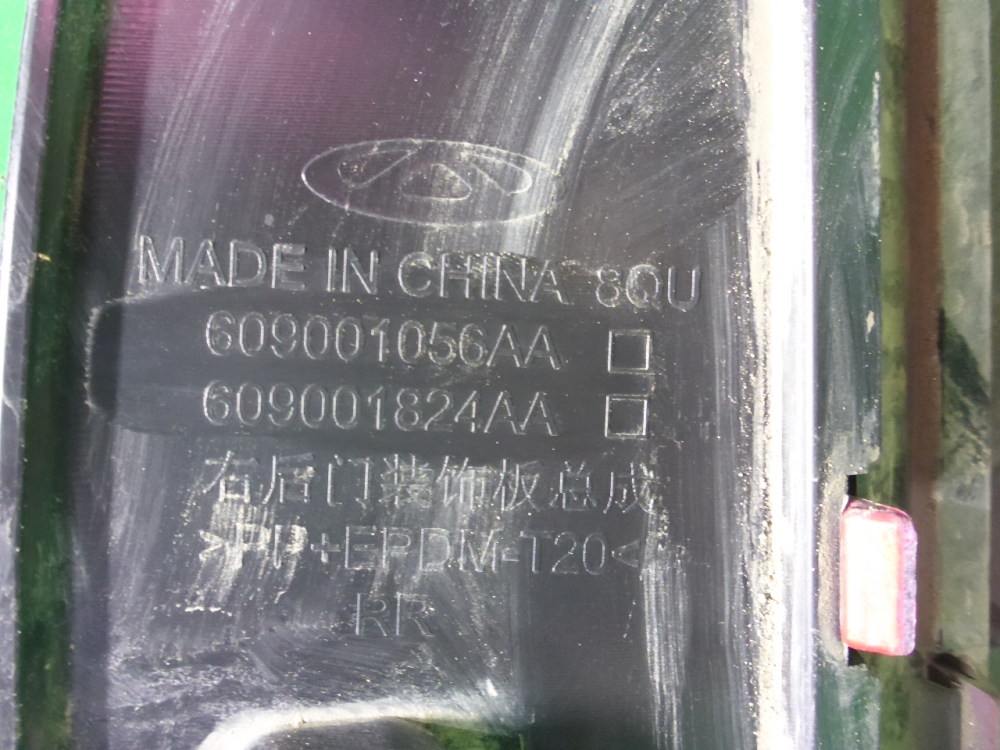 MADE IN CHINA 8QU
609001056AA □
609001824AA □
右后门装饰板总成
>PP+EPDM-T20<
RR